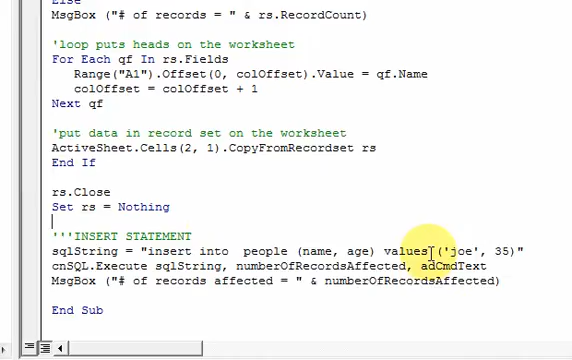 Else
MsgBox ("# of records = " & rs.RecordCount)
'loop puts heads on the worksheet
For Each qf In rs.Fields
Range("A1").Offset(0, colOffset).Value = qf.Name
colOffset = colOffset + 1
Next qf
'put data in record set on the worksheet
ActiveSheet.Cells(2, 1).CopyFromRecordset rs
End If
rs.Close
Set rs = Nothing
'''INSERT STATEMENT
sqlString = "insert into  people (name, age) values ('joe', 35)"
cnSQL.Execute sqlString, numberOfRecordsAffected, adCmdText
MsgBox ("# of records affected = " & numberOfRecordsAffected)
End Sub